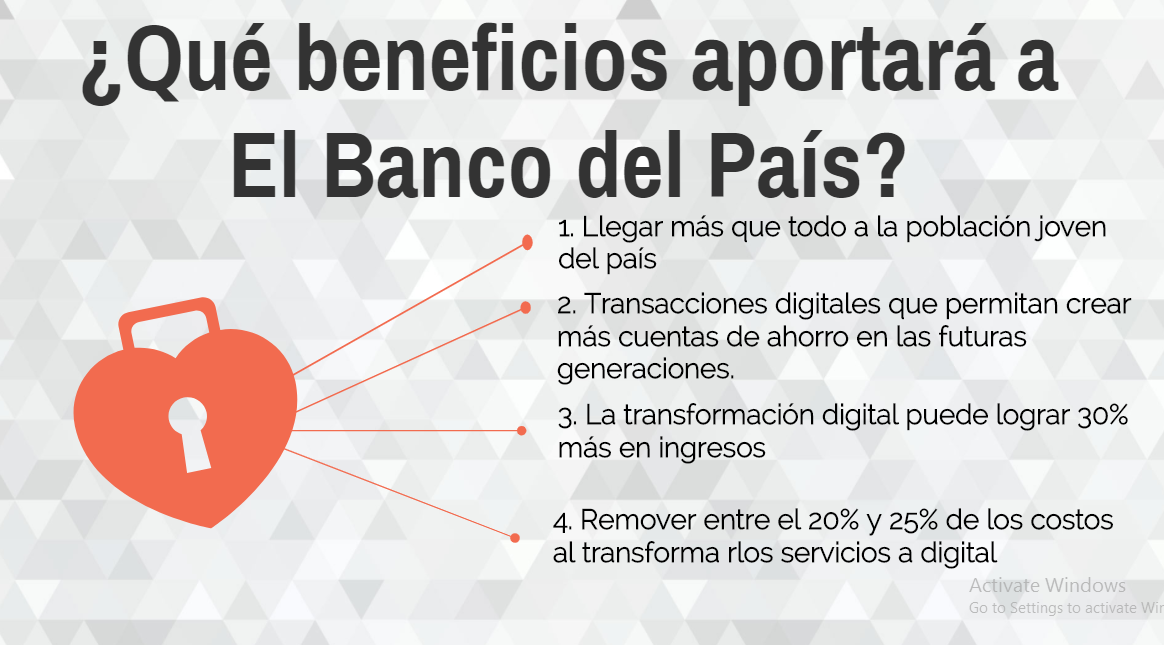 ¿Qué beneficios aportará a
El Banco del País?
1. Llegar más que todo a la población joven
del país
2. Transacciones digitales que permitan crear
más cuentas de ahorro en las futuras
generaciones.
3. La transformación digital puede lograr 30%
más en ingresos
4. Remover entre el 20% y 25% de los costos
al transforma rlos servicios a digital
Activate Windows
Go to Settings to activate Win